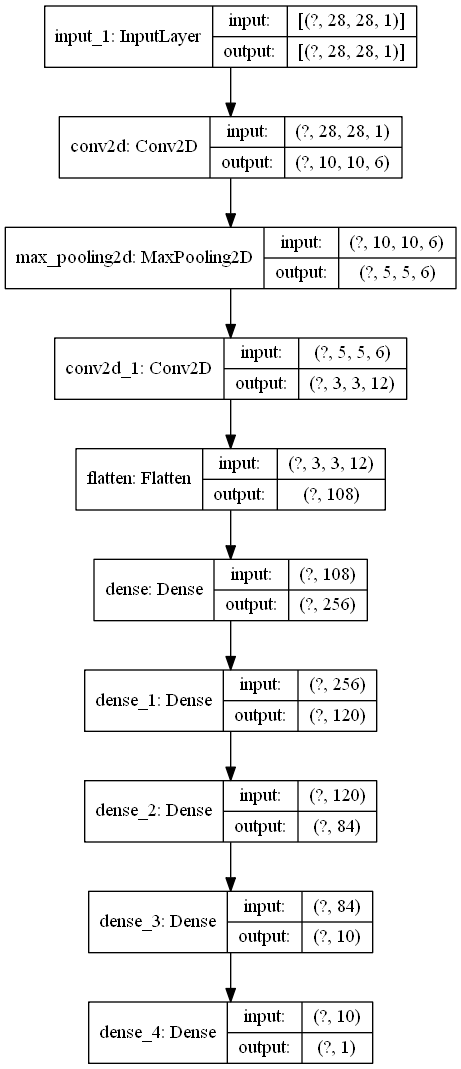 input_1: InputLayer
input: [(?, 28, 28, 1)]
output: [(?, 28, 28, 1)]
conv2d: Conv2D
input: (?, 28, 28, 1)
output: (?, 10, 10, 6)
max_pooling2d: MaxPooling2D
input: (?, 10, 10, 6)
output: (?, 5, 5, 6)
conv2d_1: Conv2D
input: (?, 5, 5, 6)
output: (?, 3, 3, 12)
flatten: Flatten
input: (?, 3, 3, 12)
output: (?, 108)
dense: Dense
input: (?, 108)
output: (?, 256)
dense_1: Dense
input: (?, 256)
output: (?, 120)
dense_2: Dense
input: (?, 120)
output: (?, 84)
dense_3: Dense
input: (?, 84)
output: (?, 10)
dense_4: Dense
input: (?, 10)
output: (?, 1)